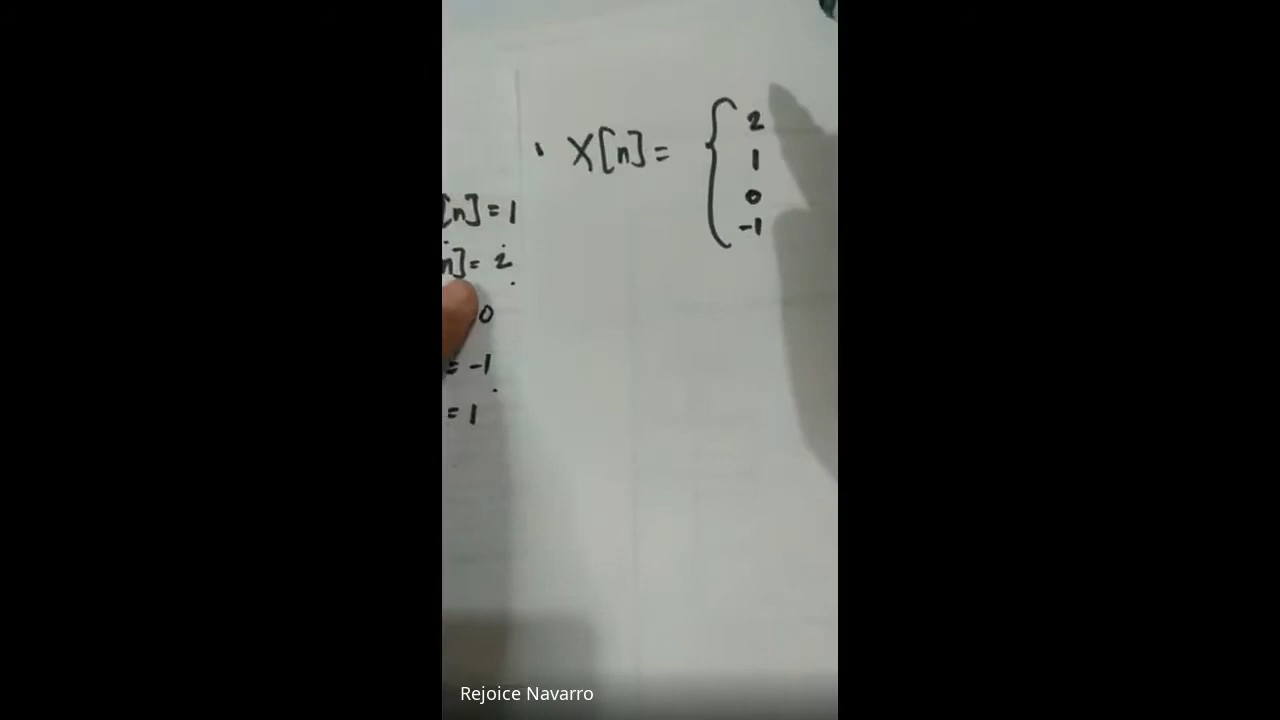 X[n] = { 2
1
0
-1
[n] = 1
n] = 2
0
= -1
= 1
Rejoice Navarro